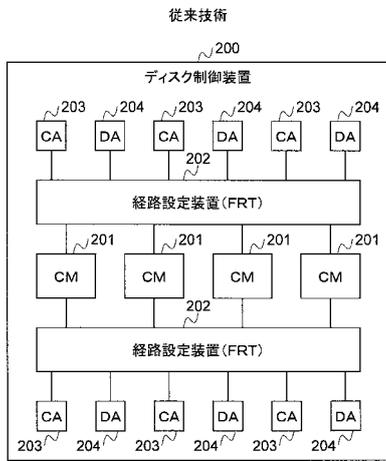 従来技術
200
ディスク制御装置
203 204 203 204 203 204
CA DA CA DA CA DA
202
経路設定装置(FRT)
201 201 201 201
CM CM CM CM
202
経路設定装置(FRT)
CA DA CA DA CA DA
203 204 203 204 203 204